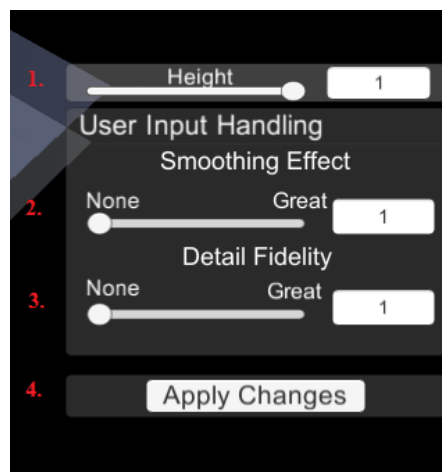 1.
Height
1
User Input Handling
Smoothing Effect
2.
None Great
1
Detail Fidelity
3.
None Great
1
4.
Apply Changes